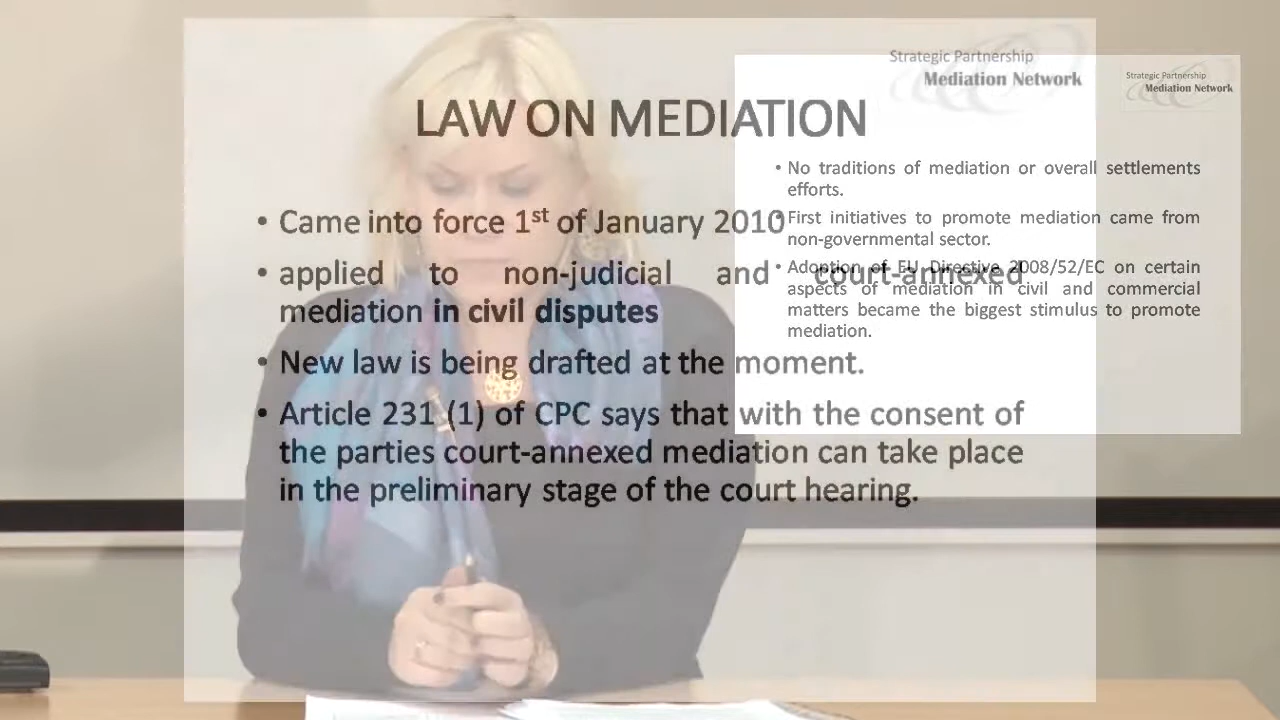 Strategic Partnership
Mediation Network
LAW ON MEDIATION
• Came into force 1st of January 2010
• applied to non-judicial and court-annexed
mediation in civil disputes
• New law is being drafted at the moment.
• Article 231 (1) of CPC says that with the consent of
the parties court-annexed mediation can take place
in the preliminary stage of the court hearing.
Strategic Partnership
Mediation Network
• No traditions of mediation or overall settlements
efforts.
• First initiatives to promote mediation came from
non-governmental sector.
• Adoption of EU Directive 2008/52/EC on certain
aspects of mediation in civil and commercial
matters became the biggest stimulus to promote
mediation.